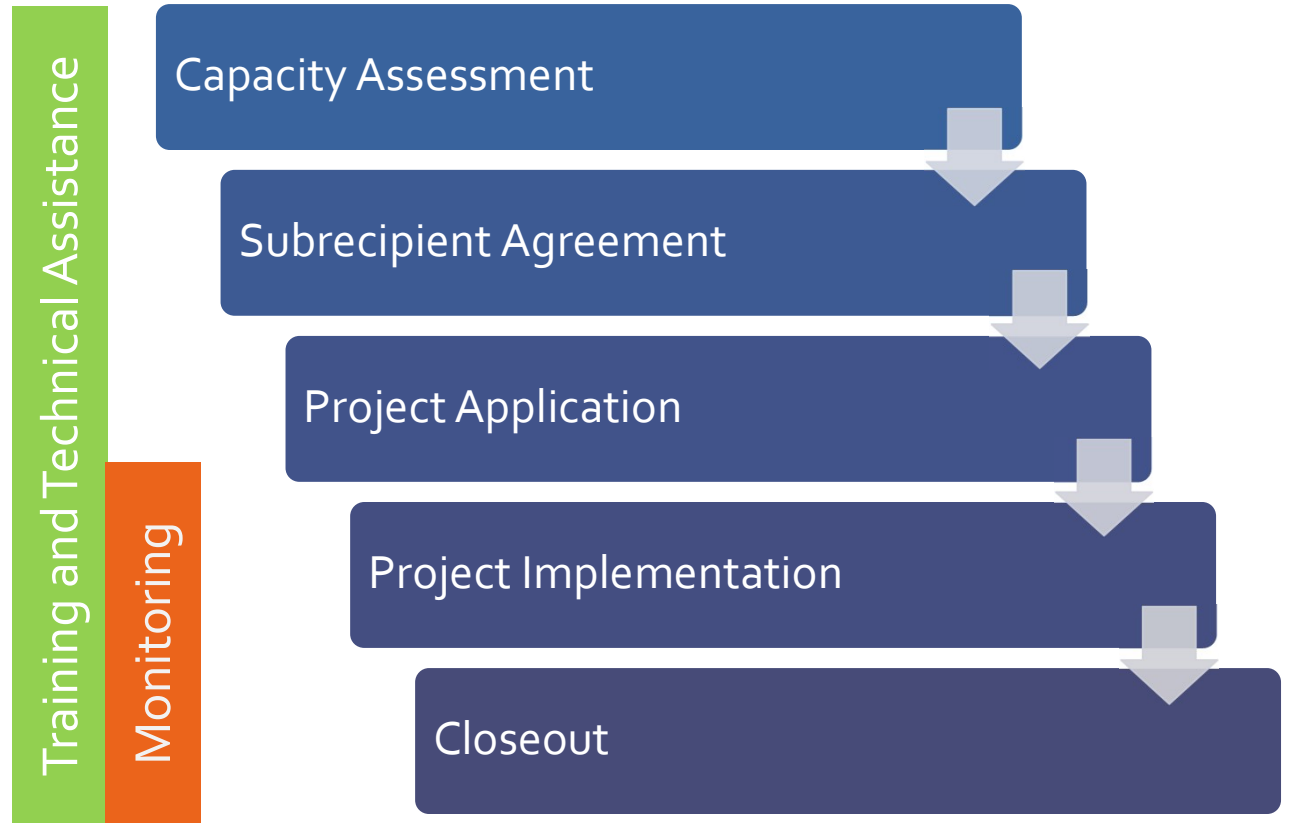 Training and Technical Assistance
Monitoring
Capacity Assessment
Subrecipient Agreement
Project Application
Project Implementation
Closeout